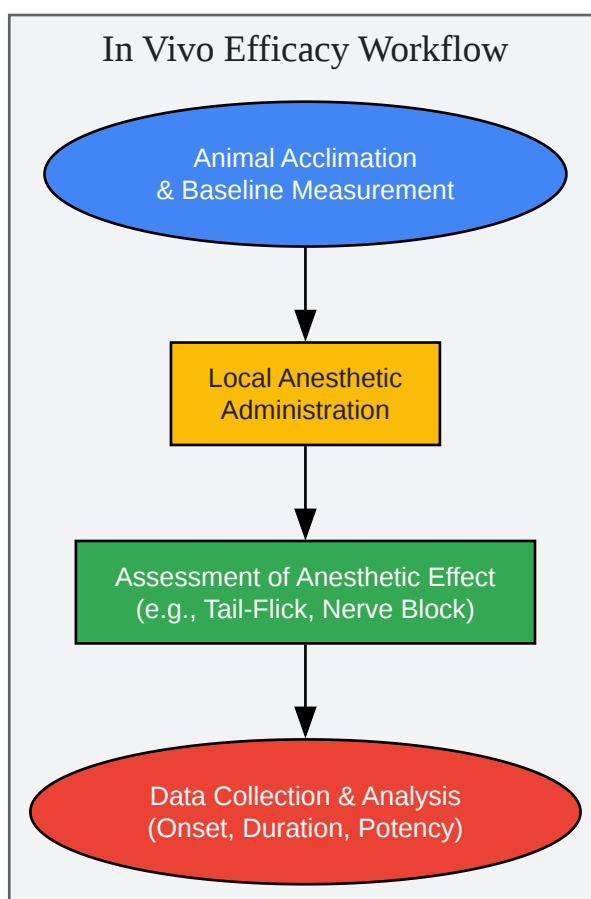 In Vivo Efficacy Workflow
Animal Acclimation
& Baseline Measurement
Local Anesthetic
Administration
Assessment of Anesthetic Effect
(e.g., Tail-Flick, Nerve Block)
Data Collection & Analysis
(Onset, Duration, Potency)